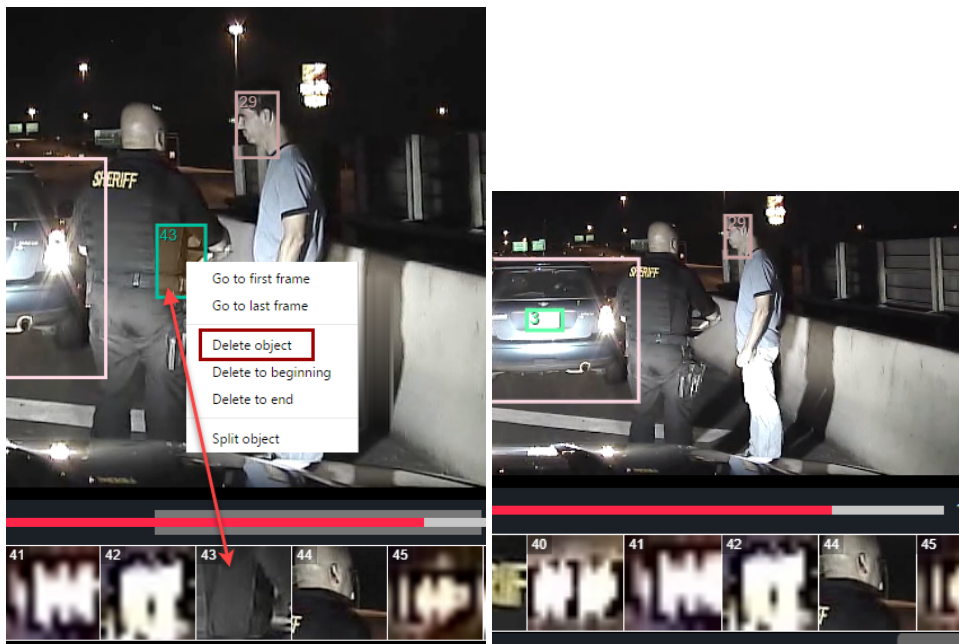 29
SHERIFF
43
Go to first frame
Go to last frame
Delete object
Delete to beginning
Delete to end
Split object
41
42
43
44
45
29
SHERIFF
3
40
41
42
44
45